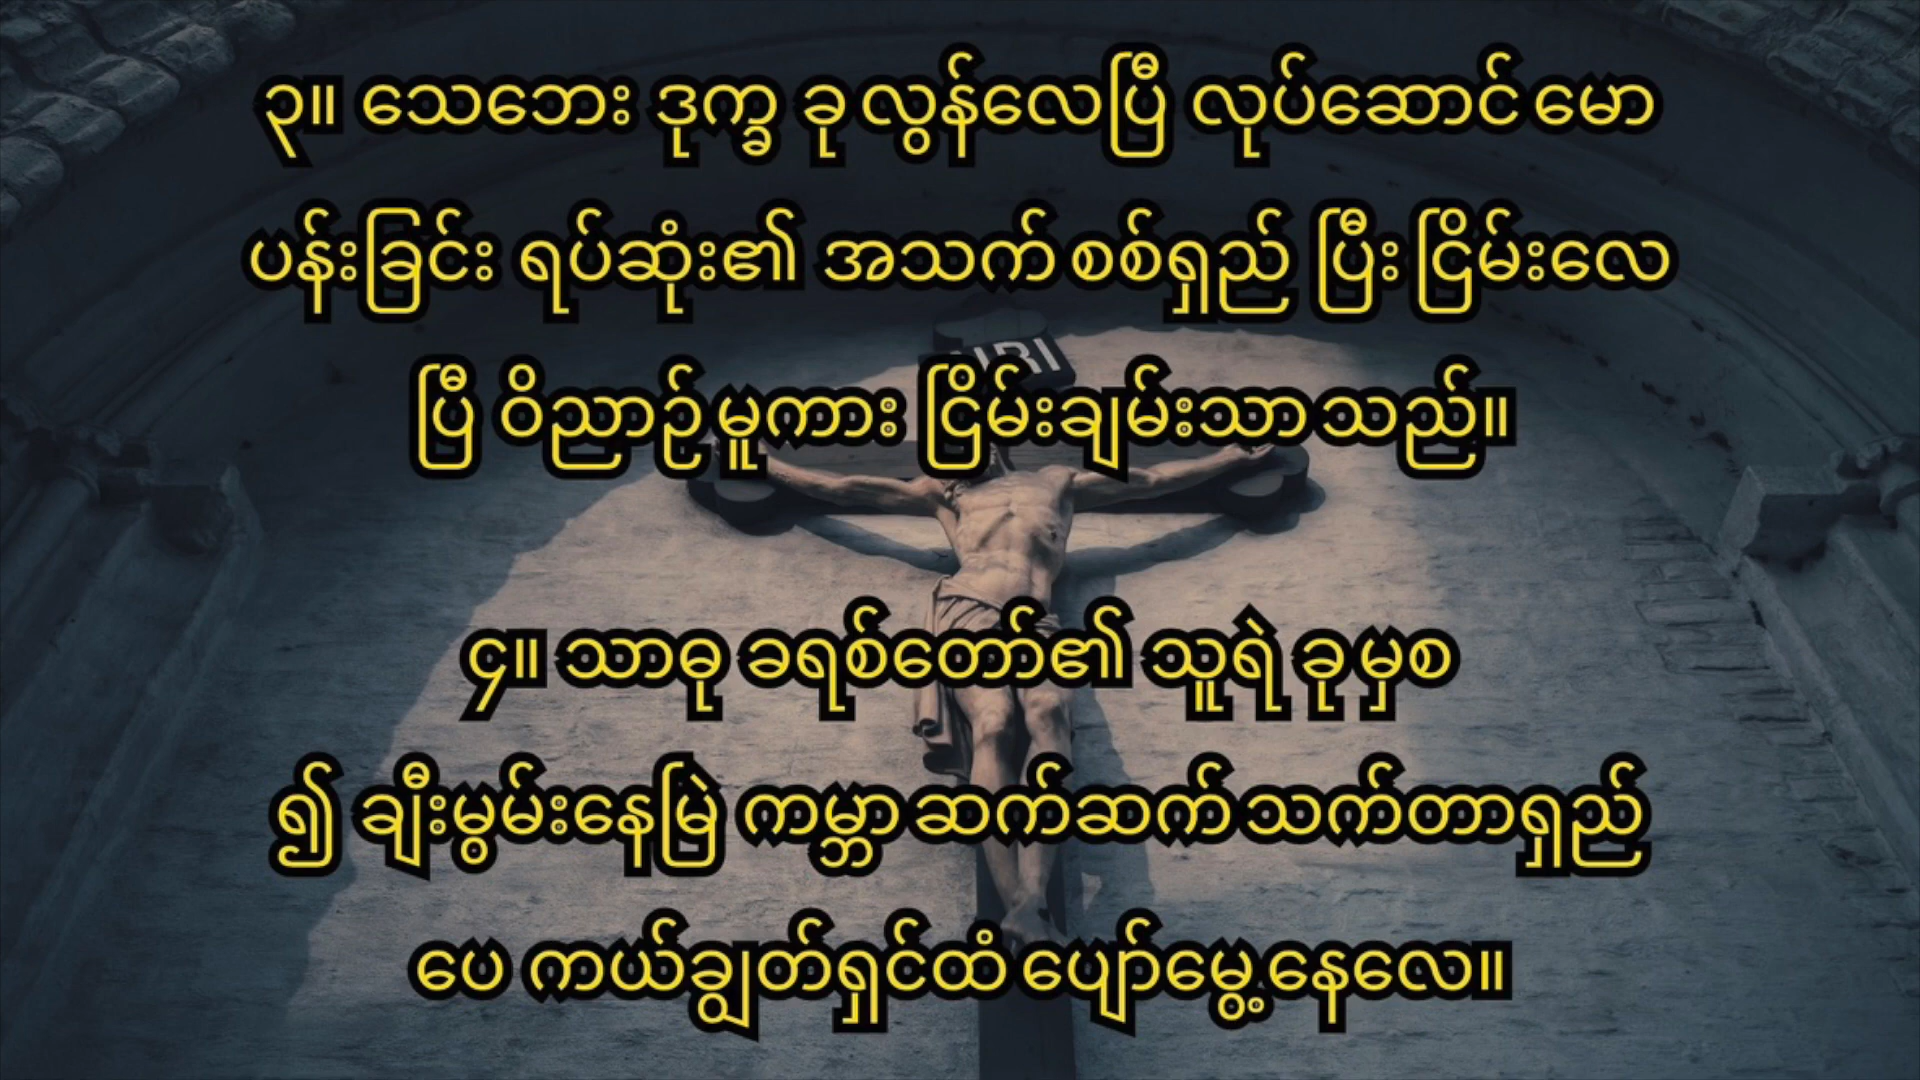 ၃။ သေဘေး ဒုက္ခ ခု လွန်လေပြီ လုပ်ဆောင် မော
ပန်းခြင်း ရပ်ဆုံး၏ အသက် စစ်ရှည် ပြီး ငြိမ်းလေ
NRI
ပြီ ဝိညာဉ် မူကား ငြိမ်းချမ်းသာ သည်။
၄။ သာဓု ခရစ်တော်၏ သူရဲ ခု မှစ
၍ ချီးမွမ်းနေမြဲ ကမ္ဘာ ဆက်ဆက် သက်တာရှည်
ပေ ကယ်ချွတ်ရှင်ထံ ပျော်မွေ့နေလေ။